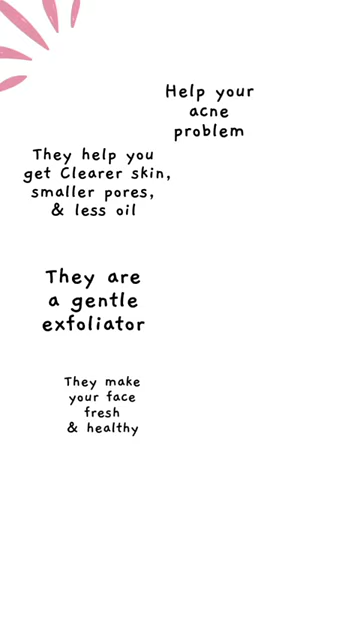 Help your
acne
problem
They help you
get Clearer skin,
smaller pores,
& less oil
They are
a gentle
exfoliator
They make
your face
fresh
& healthy